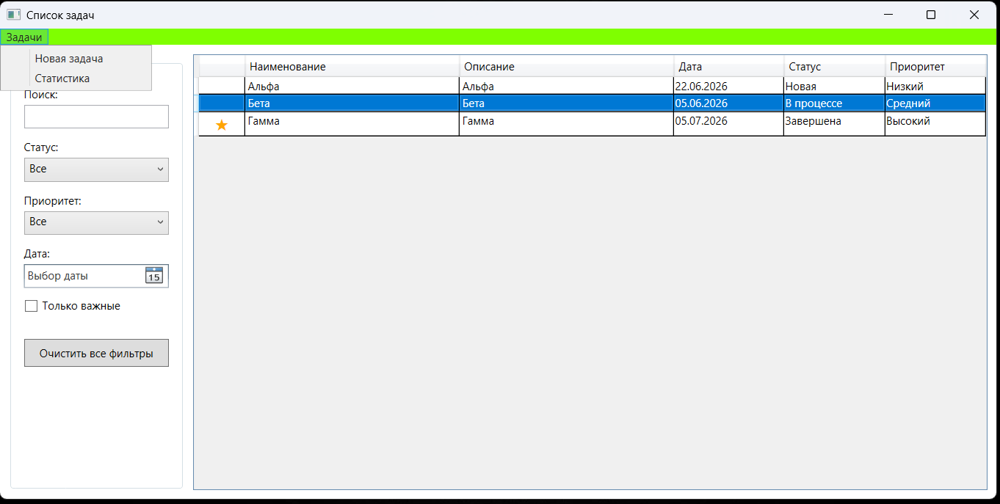 Список задач
Задачи
Новая задача
Статистика
Поиск:
Статус:
Все
Приоритет:
Все
Дата:
Выбор даты 15
Только важные
Очистить все фильтры
Наименование Описание Дата Статус Приоритет
Альфа Альфа 22.06.2026 Новая Низкий
Бета Бета 05.06.2026 В процессе Средний
Гамма Гамма 05.07.2026 Завершена Высокий